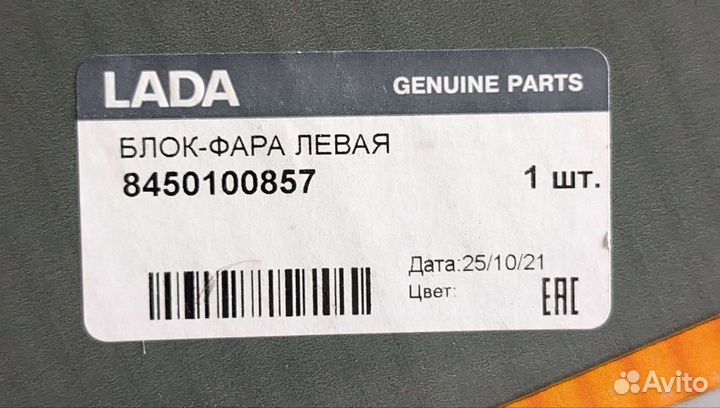 LADA GENUINE PARTS
БЛОК-ФАРА ЛЕВАЯ
8450100857 1 шт.
Дата:25/10/21
Цвет:
EAC
Avito